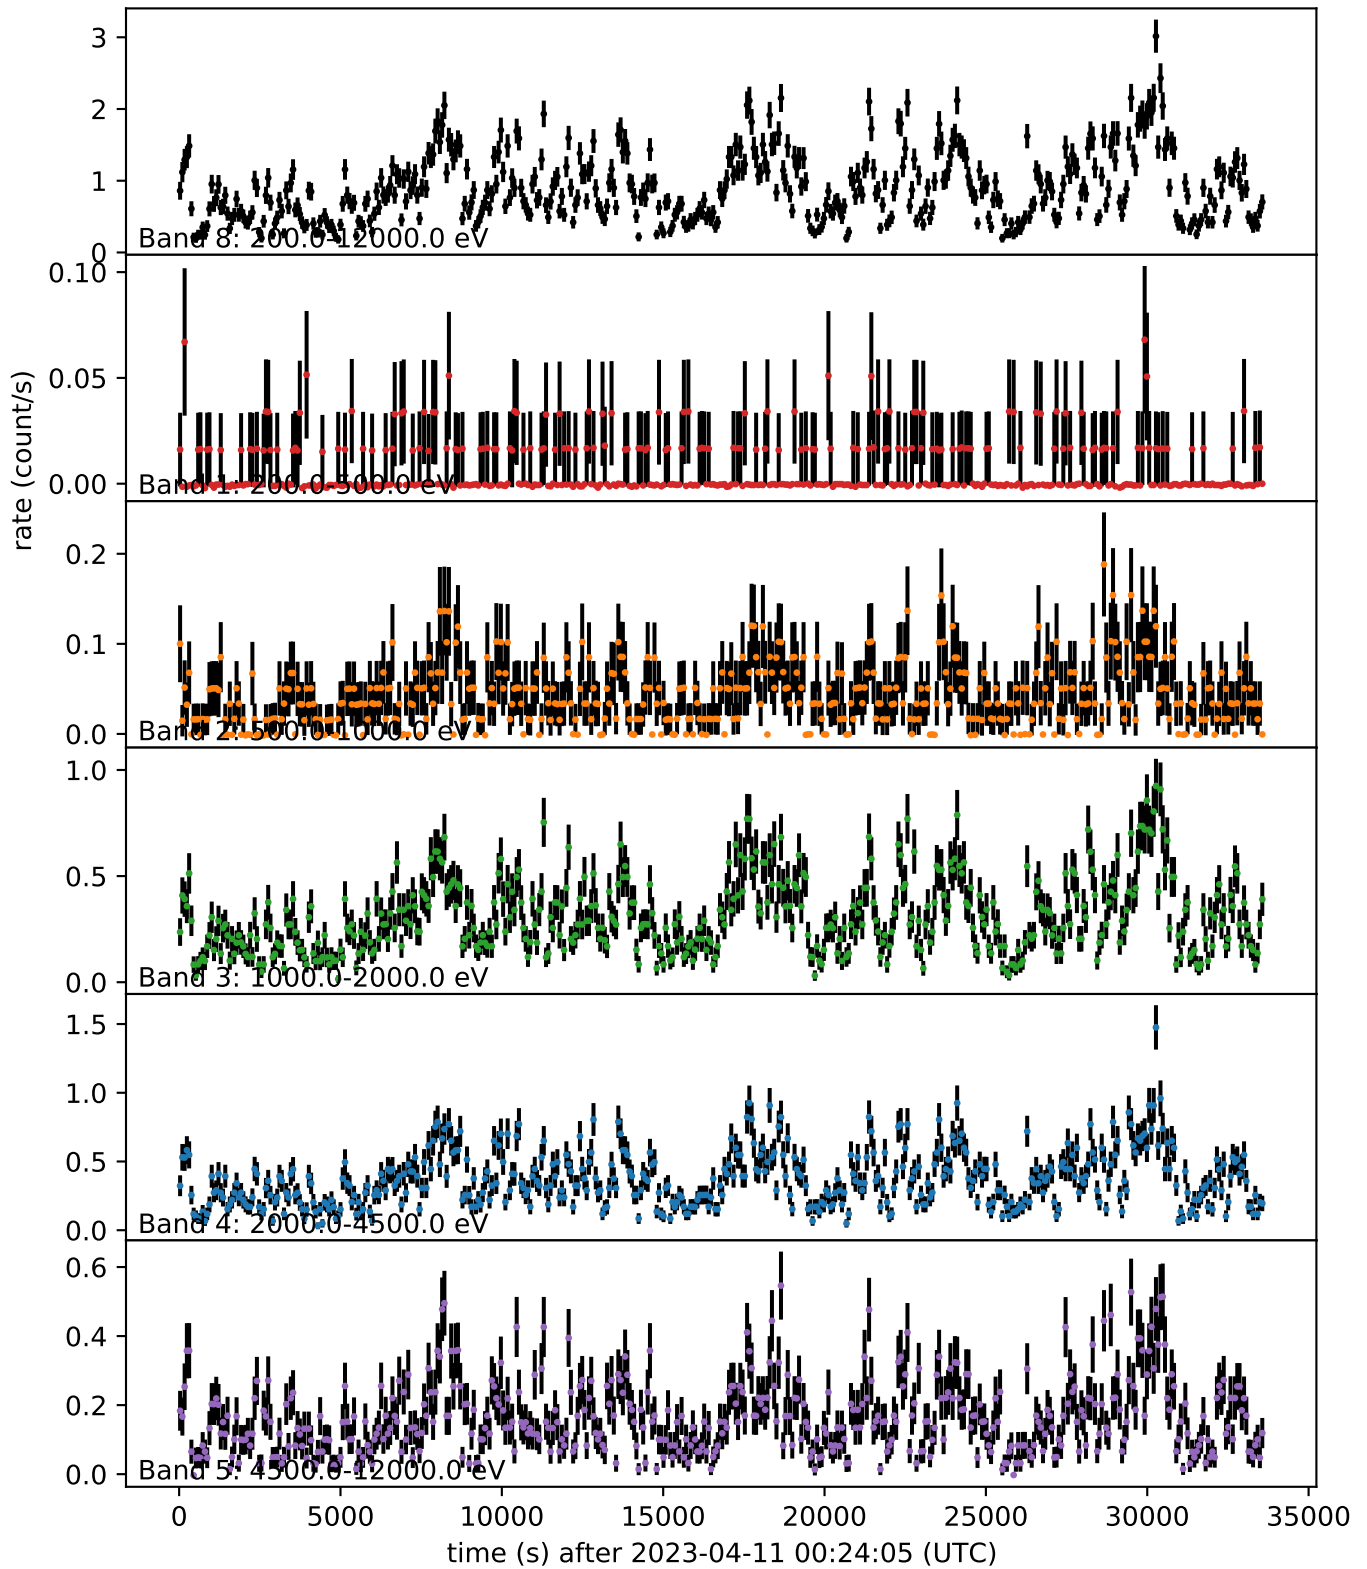 3
2
1
0
Band 8: 200.0-12000.0 eV
0.10
0.05
0.00
Band 1: 200.0-500.0 eV
rate (count/s)
0.2
0.1
0.0
Band 2: 500.0-1000.0 eV
1.0
0.5
0.0
Band 3: 1000.0-2000.0 eV
1.5
1.0
0.5
0.0
Band 4: 2000.0-4500.0 eV
0.6
0.4
0.2
0.0
Band 5: 4500.0-12000.0 eV
0 5000 10000 15000 20000 25000 30000 35000
time (s) after 2023-04-11 00:24:05 (UTC)